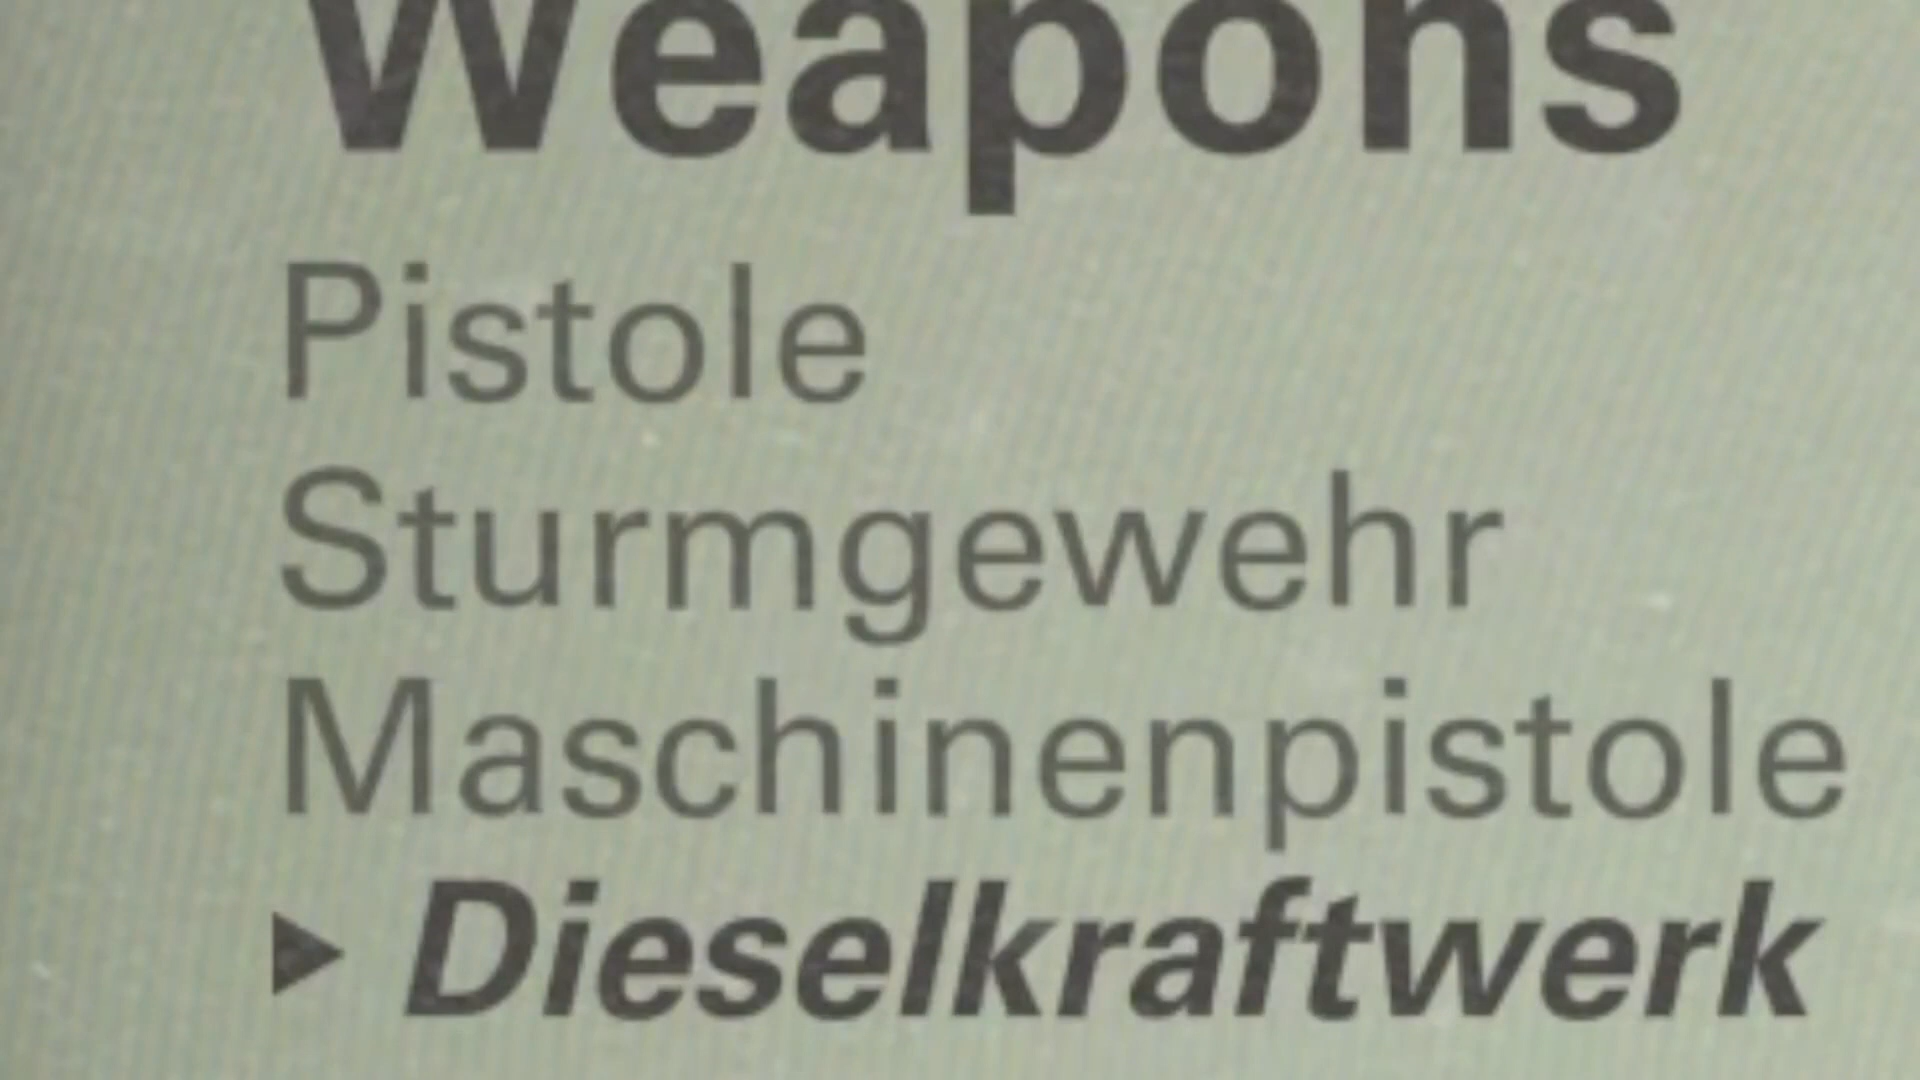 Weapons
Pistole
Sturmgewehr
Maschinenpistole
▸ Dieselkraftwerk